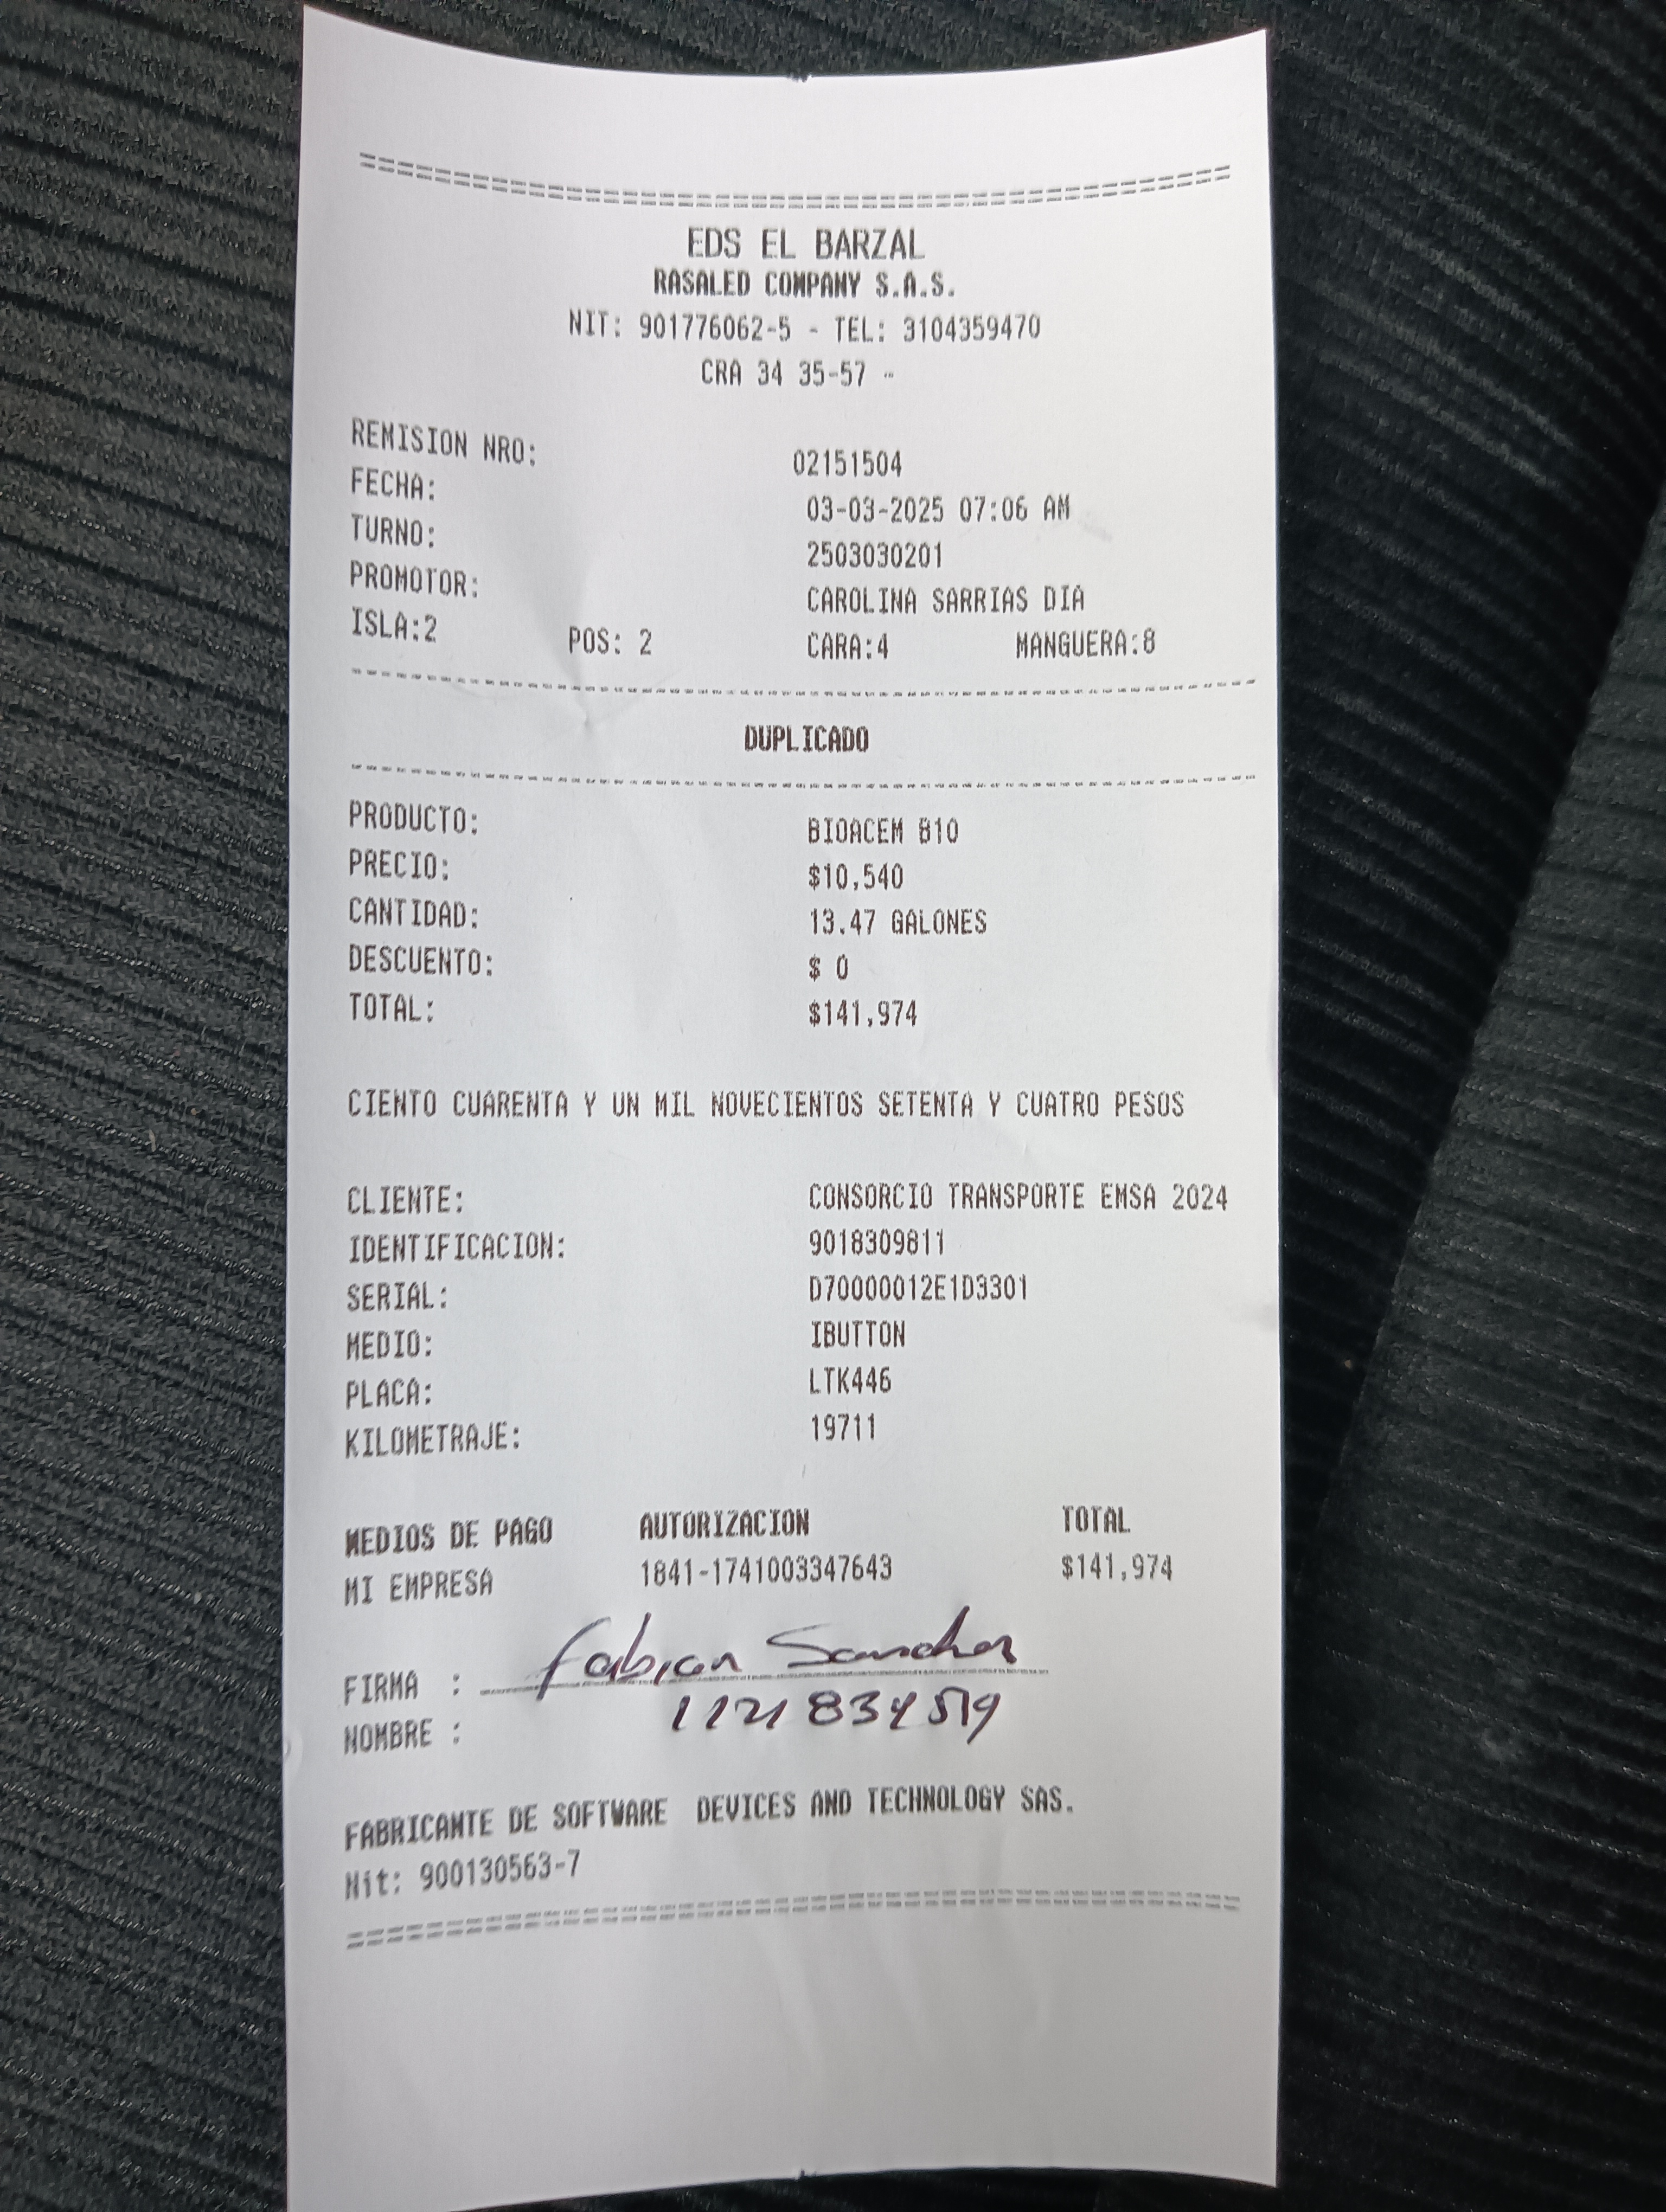 EDS EL BARZAL
RASALED COMPANY S.A.S.
NIT: 901776062-5 - TEL: 3104359470
CRA 34 35-57 -
REMISION NRO: 02151504
FECHA: 03-03-2025 07:06 AM
TURNO: 2503030201
PROMOTOR: CAROLINA SARRIAS DIA
ISLA:2 POS: 2 CARA:4 MANGUERA:8
DUPLICADO
PRODUCTO: BIOACEM B10
PRECIO: $10,540
CANTIDAD: 13.47 GALONES
DESCUENTO: $ 0
TOTAL: $141,974
CIENTO CUARENTA Y UN MIL NOVECIENTOS SETENTA Y CUATRO PESOS
CLIENTE: CONSORCIO TRANSPORTE EMSA 2024
IDENTIFICACION: 9018309811
SERIAL: D70000012E1D3301
MEDIO: IBUTTON
PLACA: LTK446
KILOMETRAJE: 19711
MEDIOS DE PAGO AUTORIZACION TOTAL
MI EMPRESA 1841-1741003347643 $141,974
FIRMA : Fabian Sanchez
NOMBRE : 1121834519
FABRICANTE DE SOFTWARE DEVICES AND TECHNOLOGY SAS.
Nit: 900130563-7